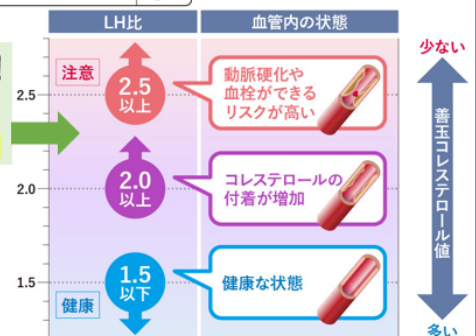 LH比
血管内の状態
少ない
注意
2.5
以上
動脈硬化や
血栓ができる
リスクが高い
2.5
2.0
以上
コレステロールの
付着が増加
2.0
善玉コレステロール値
1.5
以下
健康な状態
1.5
健康
多い